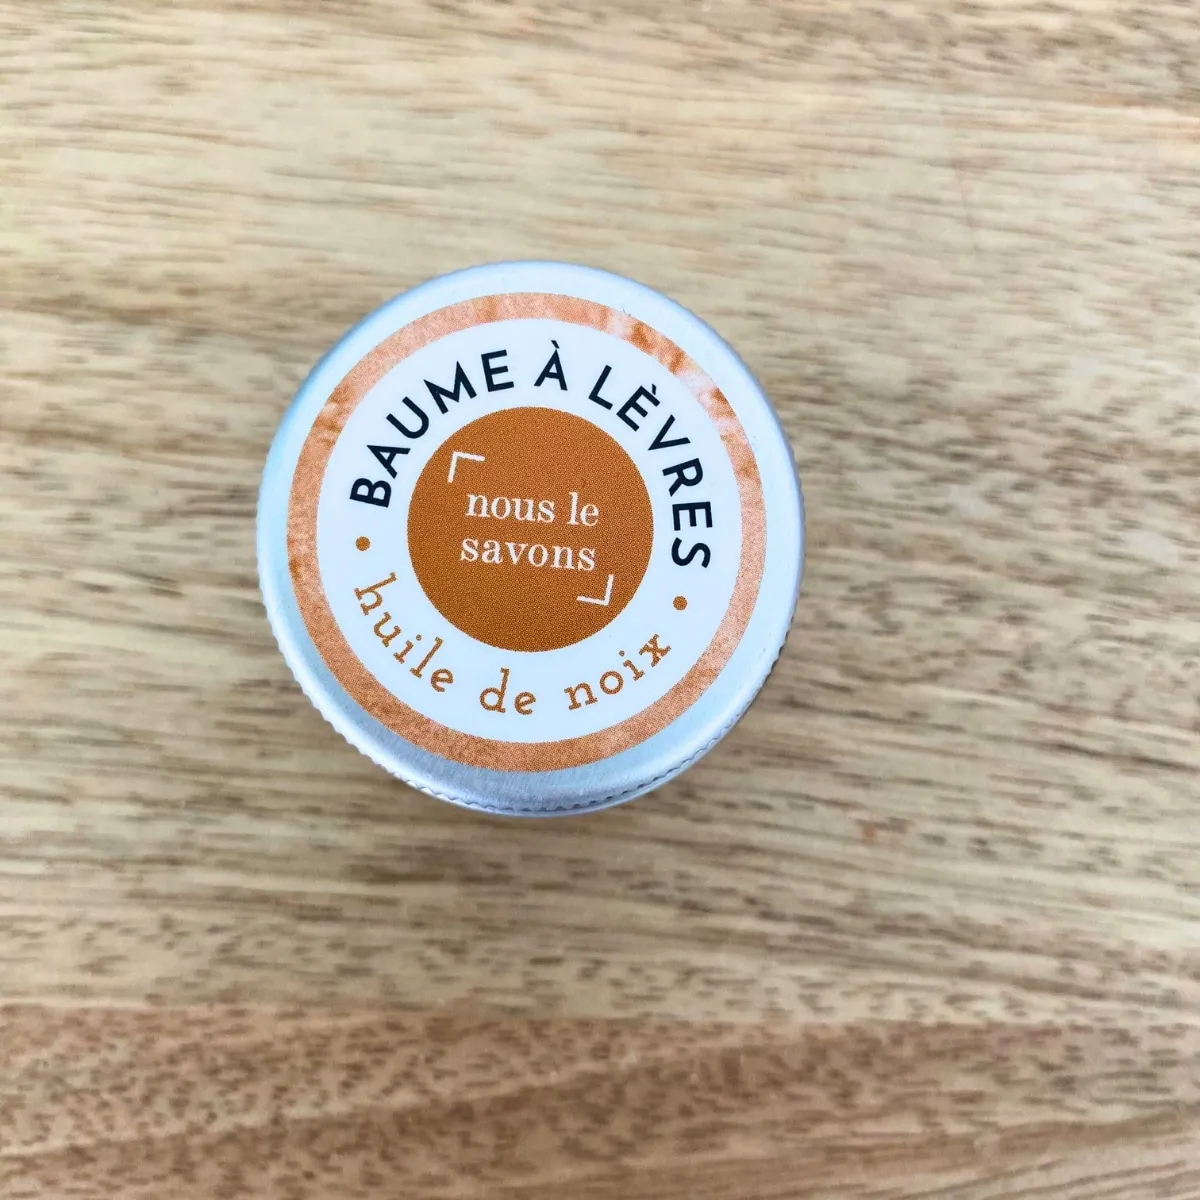 BAUME À LÈVRES
nous le
savons
huile de noix